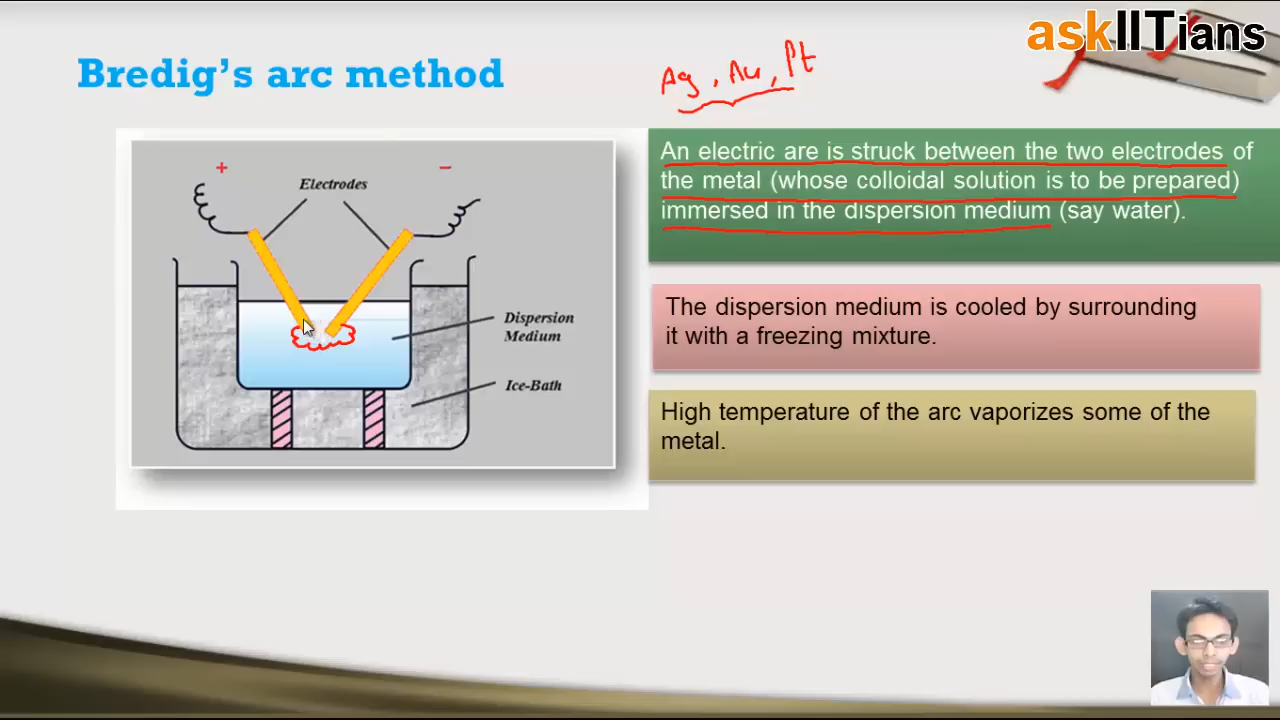 askIITians
Bredig's arc method
Ag, Au, Pt
+
−
Electrodes
Dispersion
Medium
Ice-Bath
An electric are is struck between the two electrodes of
the metal (whose colloidal solution is to be prepared)
immersed in the dispersion medium (say water).
The dispersion medium is cooled by surrounding
it with a freezing mixture.
High temperature of the arc vaporizes some of the
metal.